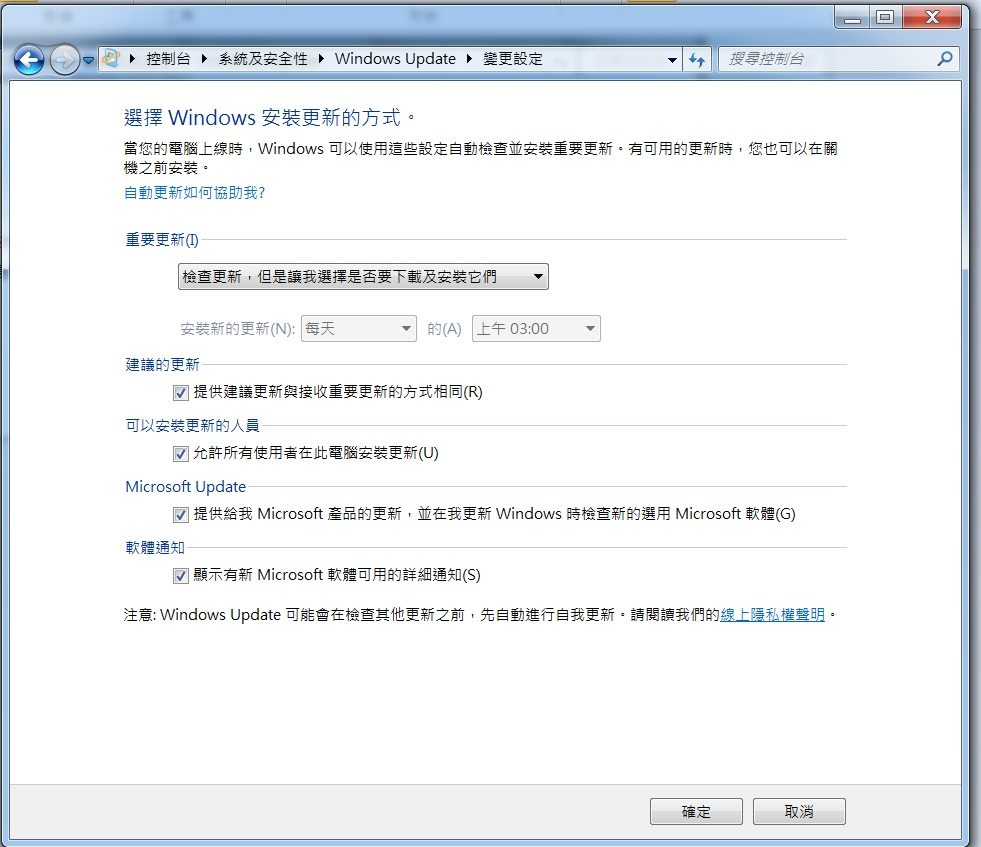 控制台 系統及安全性 Windows Update 變更設定
搜尋控制台
選擇 Windows 安裝更新的方式。
當您的電腦上線時，Windows 可以使用這些設定自動檢查並安裝重要更新。有可用的更新時，您也可以在關
機之前安裝。
自動更新如何協助我?
重要更新(I)
檢查更新，但是讓我選擇是否要下載及安裝它們
安裝新的更新(N): 每天 的(A) 上午 03:00
建議的更新
提供建議更新與接收重要更新的方式相同(R)
可以安裝更新的人員
允許所有使用者在此電腦安裝更新(U)
Microsoft Update
提供給我 Microsoft 產品的更新，並在我更新 Windows 時檢查新的選用 Microsoft 軟體(G)
軟體通知
顯示有新 Microsoft 軟體可用的詳細通知(S)
注意: Windows Update 可能會在檢查其他更新之前，先自動進行自我更新。請閱讀我們的線上隱私權聲明。
確定 取消